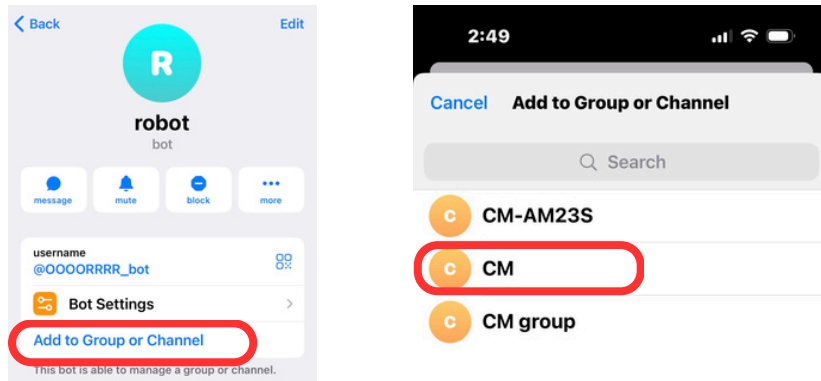 Back
Edit
R
robot
bot
message
mute
block
more
username
@OOOORRRR_bot
Bot Settings
Add to Group or Channel
This bot is able to manage a group or channel.
2:49
Cancel
Add to Group or Channel
Search
C
CM-AM23S
C
CM
C
CM group